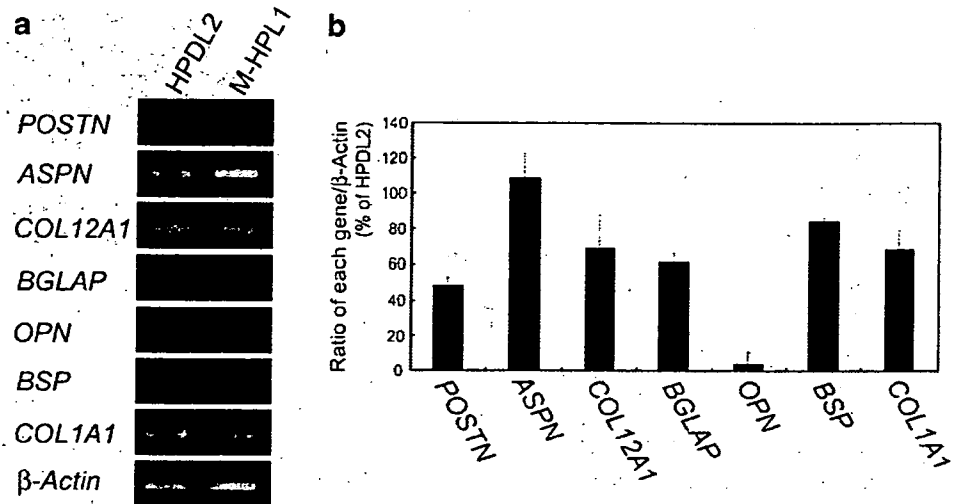 a
HPDL2
M-HPL1
POSTN
ASPN
COL12A1
BGLAP
OPN
BSP
COL1A1
β-Actin
b
Ratio of each gene/β-Actin
(% of HPDL2)
140
120
100
80
60
40
20
0
POSTN
ASPN
COL12A1
BGLAP
OPN
BSP
COL1A1